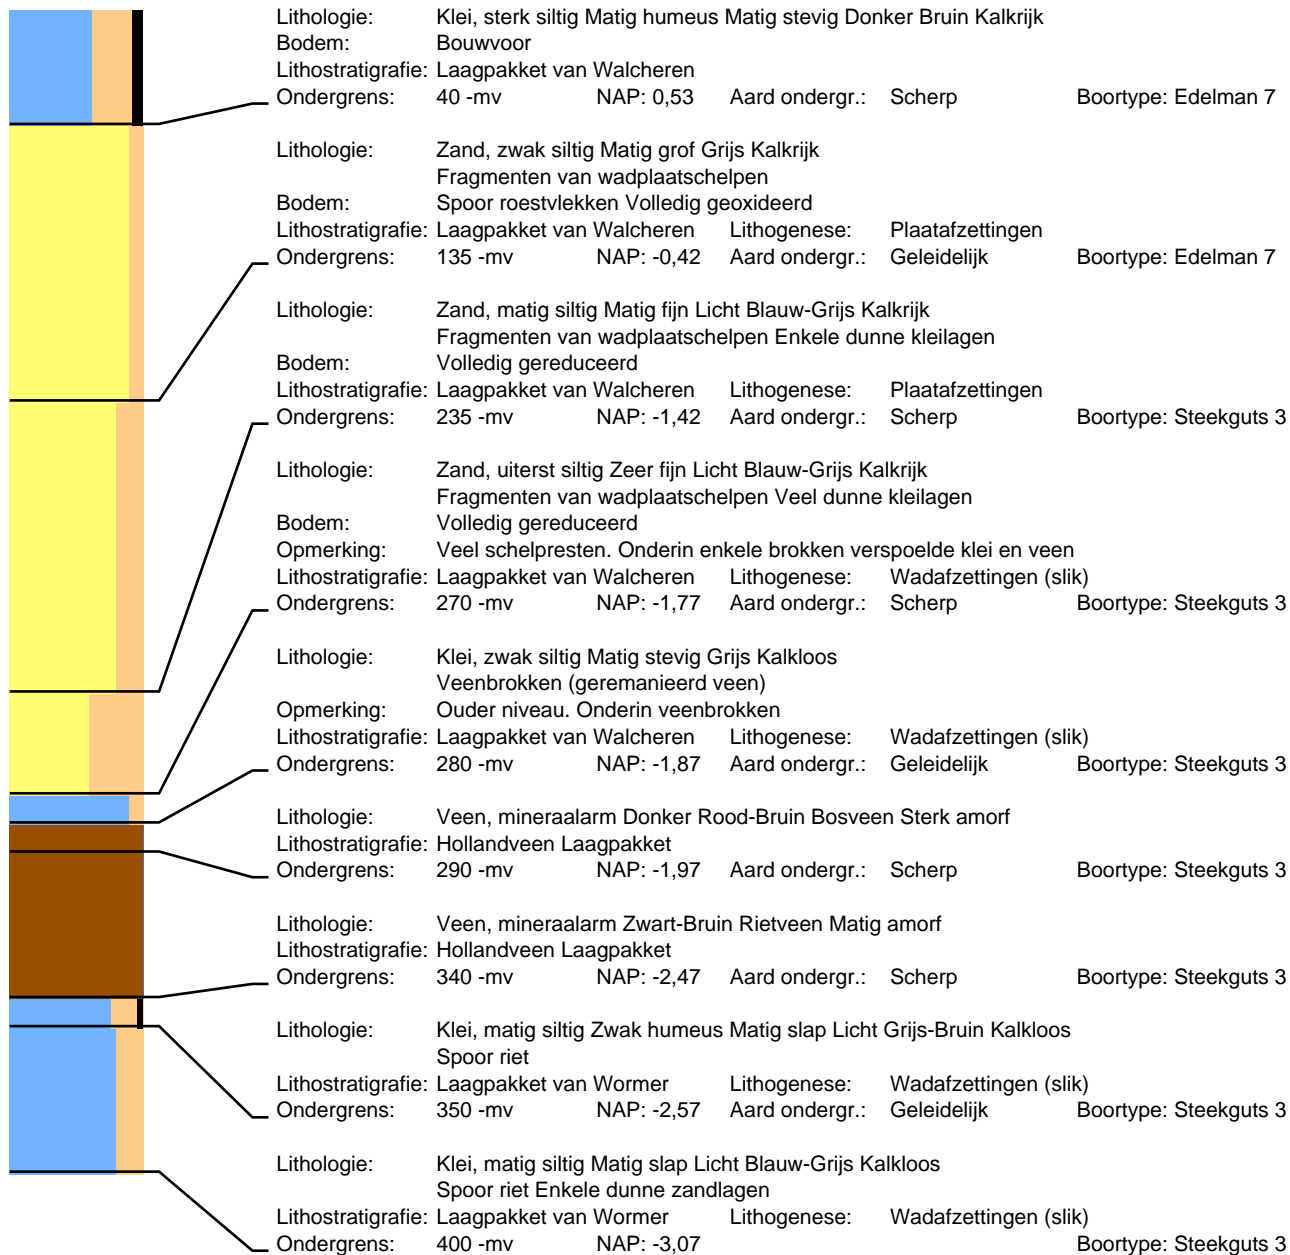 Lithologie: Klei, sterk siltig Matig humeus Matig stevig Donker Bruin Kalkrijk
Bodem: Bouwvoor
Lithostratigrafie: Laagpakket van Walcheren
Ondergrens: 40 -mv NAP: 0,53 Aard ondergr.: Scherp Boortype: Edelman 7
Lithologie: Zand, zwak siltig Matig grof Grijs Kalkrijk
Fragmenten van wadplaatschelpen
Bodem: Spoor roestvlekken Volledig geoxideerd
Lithostratigrafie: Laagpakket van Walcheren Lithogenese: Plaatafzettingen
Ondergrens: 135 -mv NAP: -0,42 Aard ondergr.: Geleidelijk Boortype: Edelman 7
Lithologie: Zand, matig siltig Matig fijn Licht Blauw-Grijs Kalkrijk
Fragmenten van wadplaatschelpen Enkele dunne kleilagen
Bodem: Volledig gereduceerd
Lithostratigrafie: Laagpakket van Walcheren Lithogenese: Plaatafzettingen
Ondergrens: 235 -mv NAP: -1,42 Aard ondergr.: Scherp Boortype: Steekguts 3
Lithologie: Zand, uiterst siltig Zeer fijn Licht Blauw-Grijs Kalkrijk
Fragmenten van wadplaatschelpen Veel dunne kleilagen
Bodem: Volledig gereduceerd
Opmerking: Veel schelpresten. Onderin enkele brokken verspoelde klei en veen
Lithostratigrafie: Laagpakket van Walcheren Lithogenese: Wadafzettingen (slik)
Ondergrens: 270 -mv NAP: -1,77 Aard ondergr.: Scherp Boortype: Steekguts 3
Lithologie: Klei, zwak siltig Matig stevig Grijs Kalkloos
Veenbrokken (geremanieerd veen)
Opmerking: Ouder niveau. Onderin veenbrokken
Lithostratigrafie: Laagpakket van Walcheren Lithogenese: Wadafzettingen (slik)
Ondergrens: 280 -mv NAP: -1,87 Aard ondergr.: Geleidelijk Boortype: Steekguts 3
Lithologie: Veen, mineraalarm Donker Rood-Bruin Bosveen Sterk amorf
Lithostratigrafie: Hollandveen Laagpakket
Ondergrens: 290 -mv NAP: -1,97 Aard ondergr.: Scherp Boortype: Steekguts 3
Lithologie: Veen, mineraalarm Zwart-Bruin Rietveen Matig amorf
Lithostratigrafie: Hollandveen Laagpakket
Ondergrens: 340 -mv NAP: -2,47 Aard ondergr.: Scherp Boortype: Steekguts 3
Lithologie: Klei, matig siltig Zwak humeus Matig slap Licht Grijs-Bruin Kalkloos
Spoor riet
Lithostratigrafie: Laagpakket van Wormer Lithogenese: Wadafzettingen (slik)
Ondergrens: 350 -mv NAP: -2,57 Aard ondergr.: Geleidelijk Boortype: Steekguts 3
Lithologie: Klei, matig siltig Matig slap Licht Blauw-Grijs Kalkloos
Spoor riet Enkele dunne zandlagen
Lithostratigrafie: Laagpakket van Wormer Lithogenese: Wadafzettingen (slik)
Ondergrens: 400 -mv NAP: -3,07 Boortype: Steekguts 3